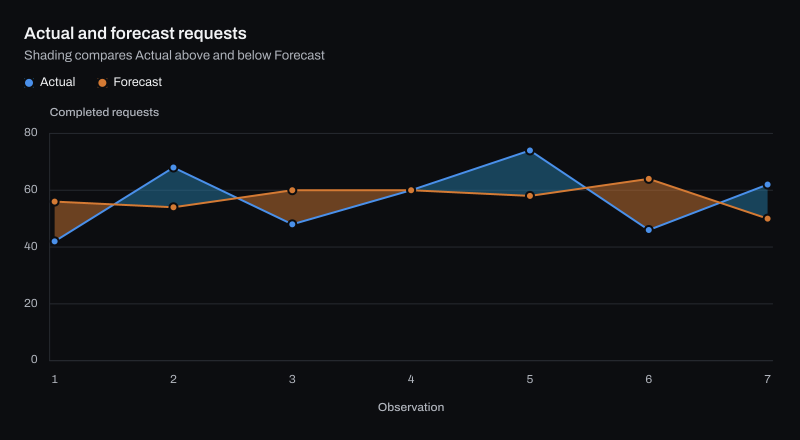 Actual and forecast requests
Shading compares Actual above and below Forecast
Actual Forecast
Completed requests
80
60
40
20
0
1 2 3 4 5 6 7
Observation